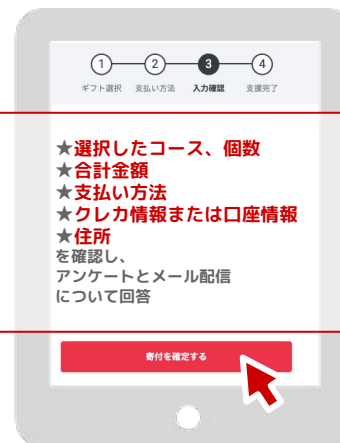 1 2 3 4
ギフト選択 支払い方法 入力確認 支援完了
★選択したコース、個数
★合計金額
★支払い方法
★クレカ情報または口座情報
★住所
を確認し、
アンケートとメール配信
について回答
寄付を確定する